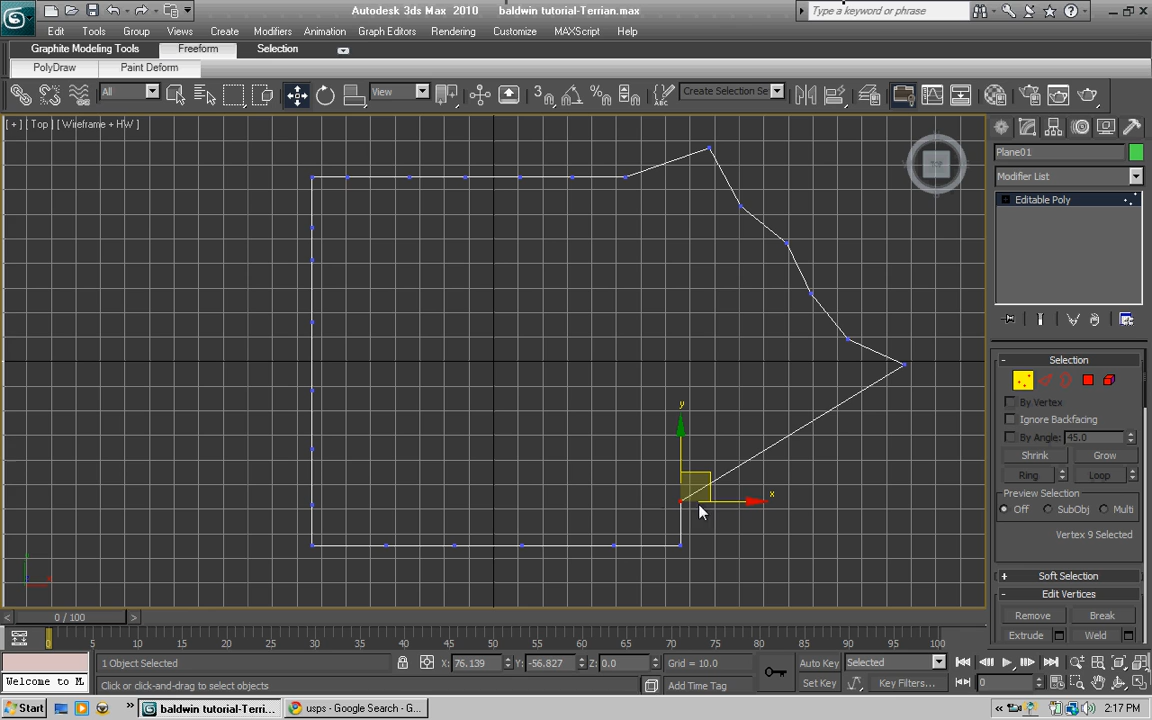 Autodesk 3ds Max 2010 baldwin tutorial-Terrian.max
Type a keyword or phrase
Edit Tools Group Views Create Modifiers Animation Graph Editors Rendering Customize MAXScript Help
Graphite Modeling Tools Freeform Selection
PolyDraw Paint Deform
All View 3 Create Selection Se
[ + ] [ Top ] [ Wireframe + HW ]
Plane01
Modifier List
Editable Poly
- Selection
By Vertex
Ignore Backfacing
By Angle: 45.0
Shrink Grow
Ring Loop
Preview Selection
Off SubObj Multi
Vertex 9 Selected
+ Soft Selection
- Edit Vertices
Remove Break
Extrude Weld
y
x
< 0 / 100 >
0 5 10 15 20 25 30 35 40 45 50 55 60 65 70 75 80 85 90 95 100
1 Object Selected X: 76.139 Y: -56.827 Z: 0.0 Grid = 10.0 Auto Key Selected
Welcome to M Click or click-and-drag to select objects Add Time Tag Set Key Key Filters... 0
Start baldwin tutorial-Terri... usps - Google Search - G... 2:17 PM